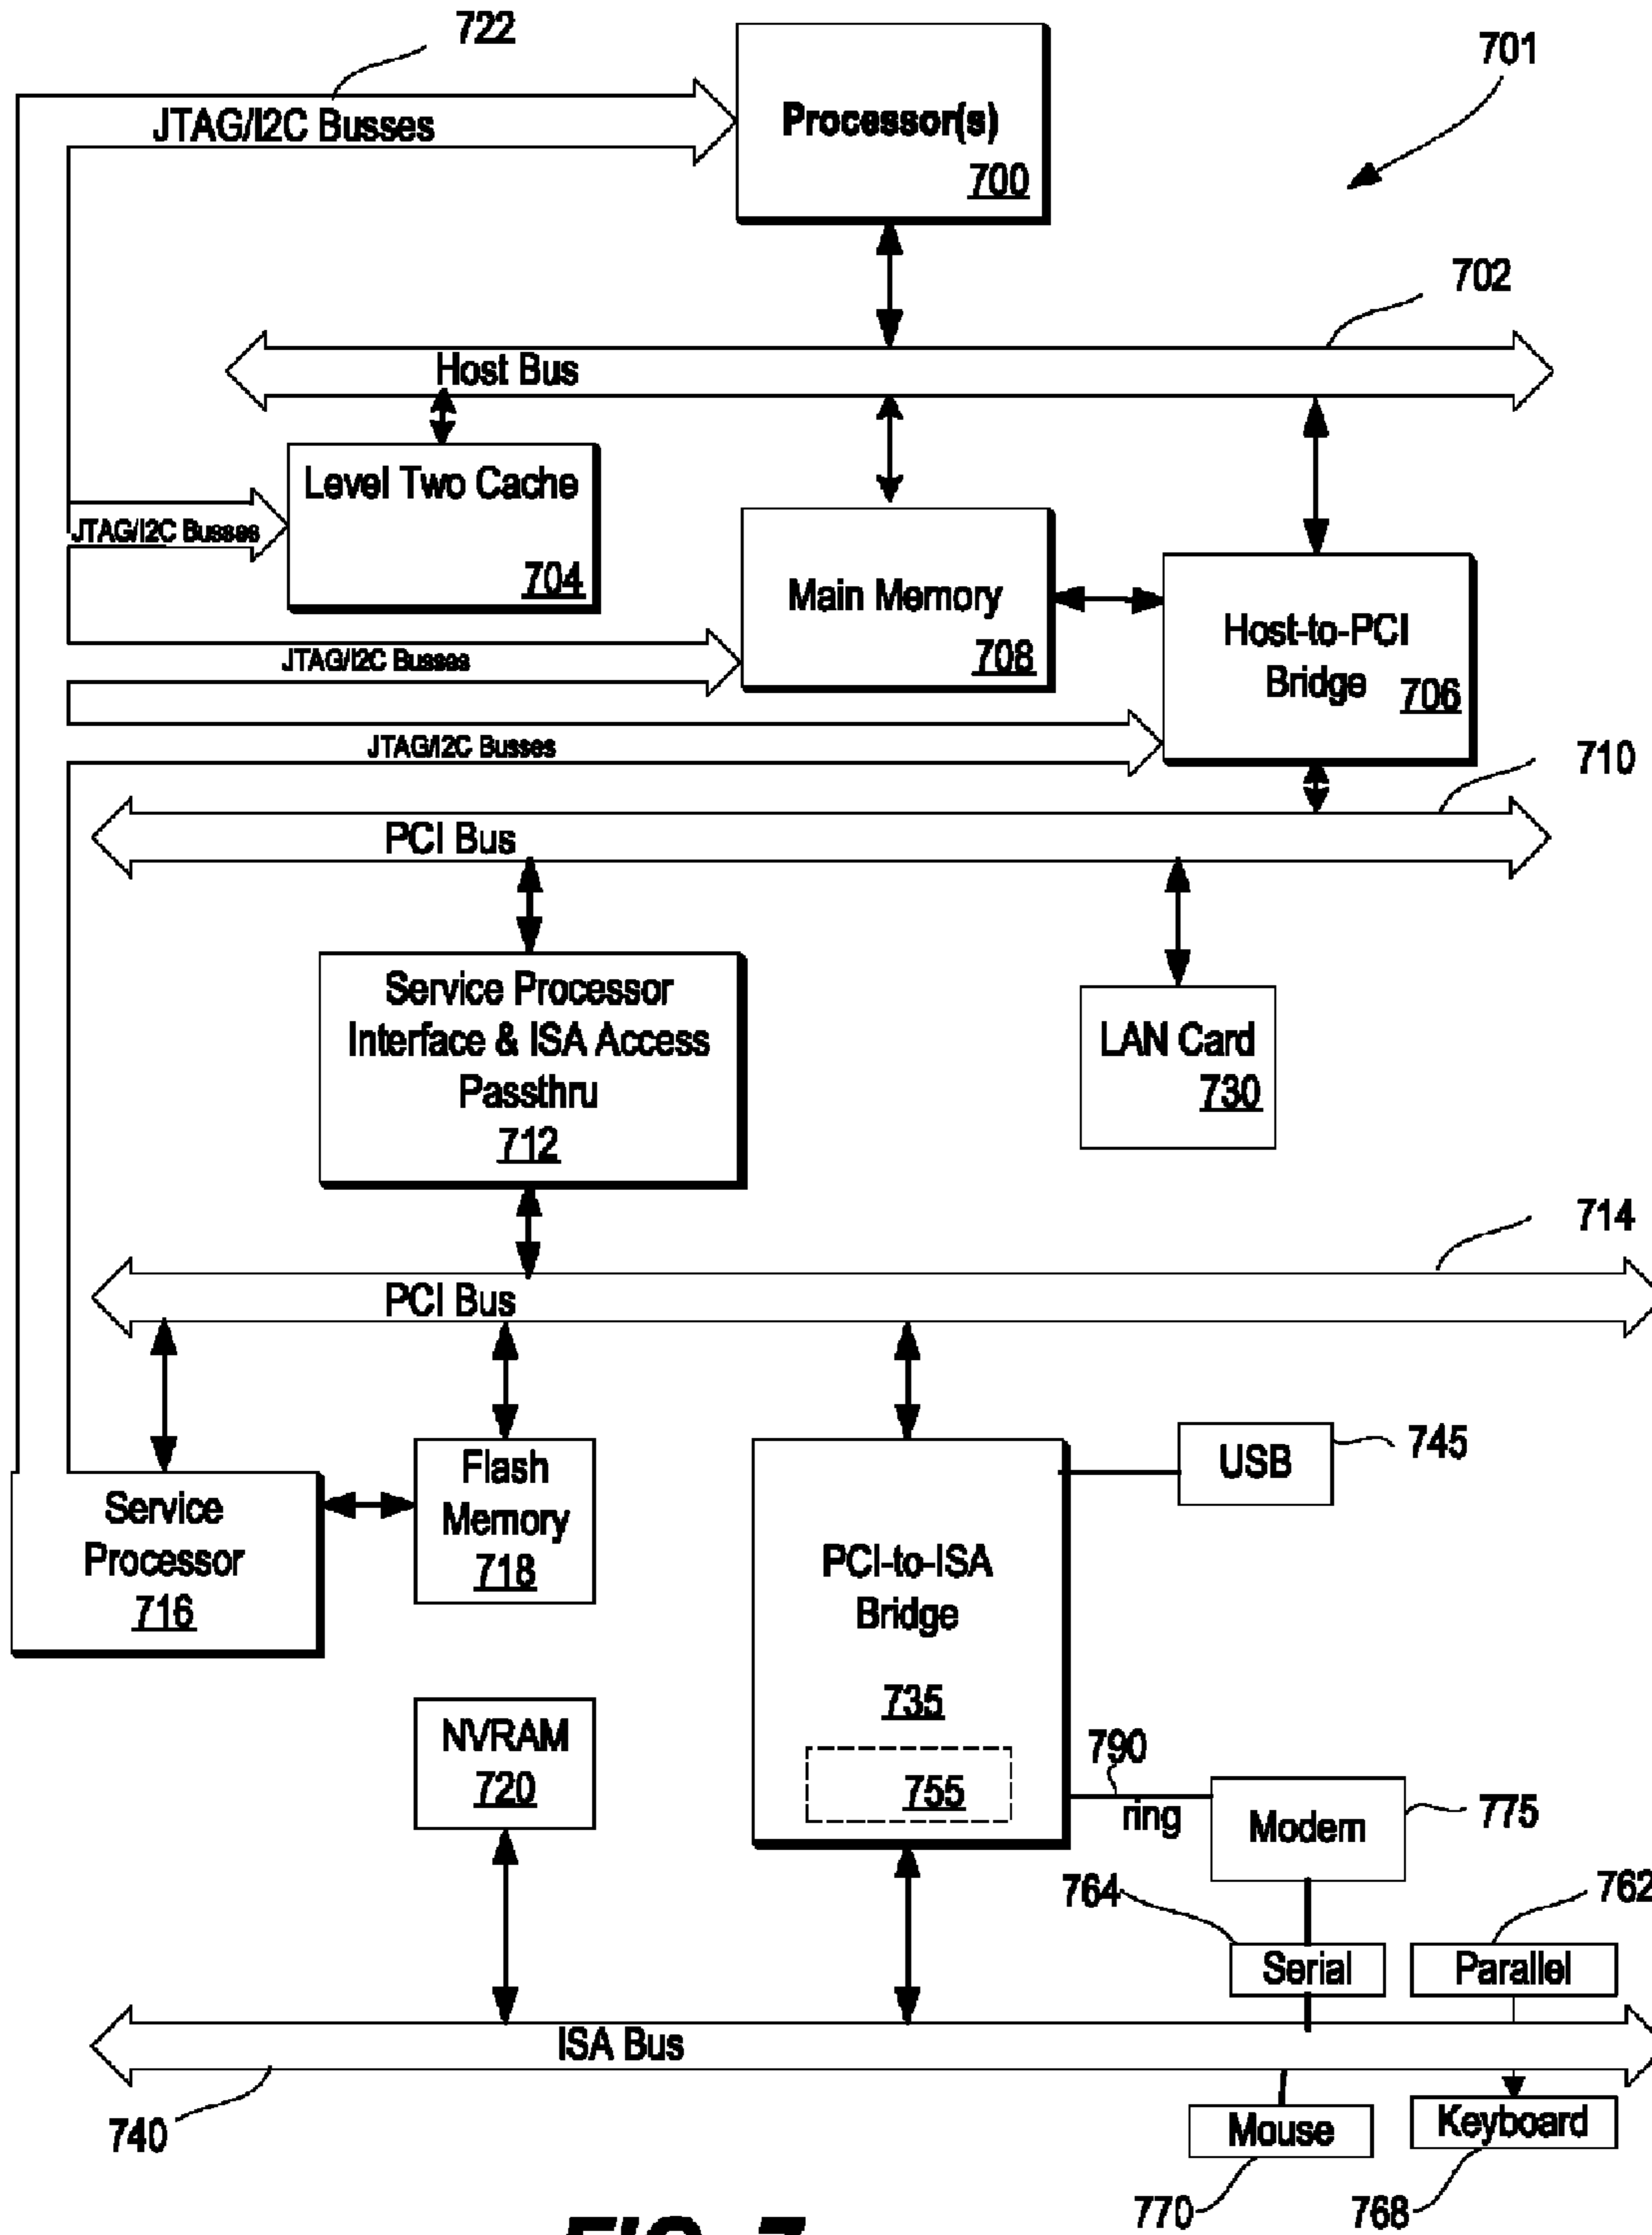 722
701
JTAG/I2C Busses
Processor(s)
700
702
Host Bus
Level Two Cache
704
JTAG/I2C Busses
Main Memory
708
Host-to-PCI
Bridge
706
JTAG/I2C Busses
JTAG/I2C Busses
710
PCI Bus
Service Processor
Interface & ISA Access
Passthru
712
LAN Card
730
714
PCI Bus
Service
Processor
716
Flash
Memory
718
USB
745
PCI-to-ISA
Bridge
735
755
NVRAM
720
790
ring
Modem
775
764
762
Serial
Parallel
ISA Bus
740
Mouse
Keyboard
770
768
FIG. 7